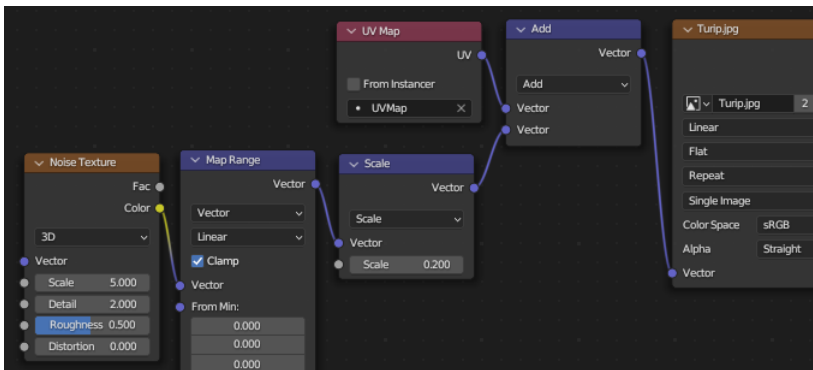 UV Map
UV
From Instancer
UVMap
Add
Vector
Add
Vector
Vector
Turip.jpg
Turip.jpg 2
Linear
Flat
Repeat
Single Image
Color Space sRGB
Alpha Straight
Vector
Noise Texture
Fac
Color
3D
Vector
Scale 5.000
Detail 2.000
Roughness 0.500
Distortion 0.000
Map Range
Vector
Vector
Linear
Clamp
Vector
From Min:
0.000
0.000
0.000
Scale
Vector
Scale
Vector
Scale 0.200